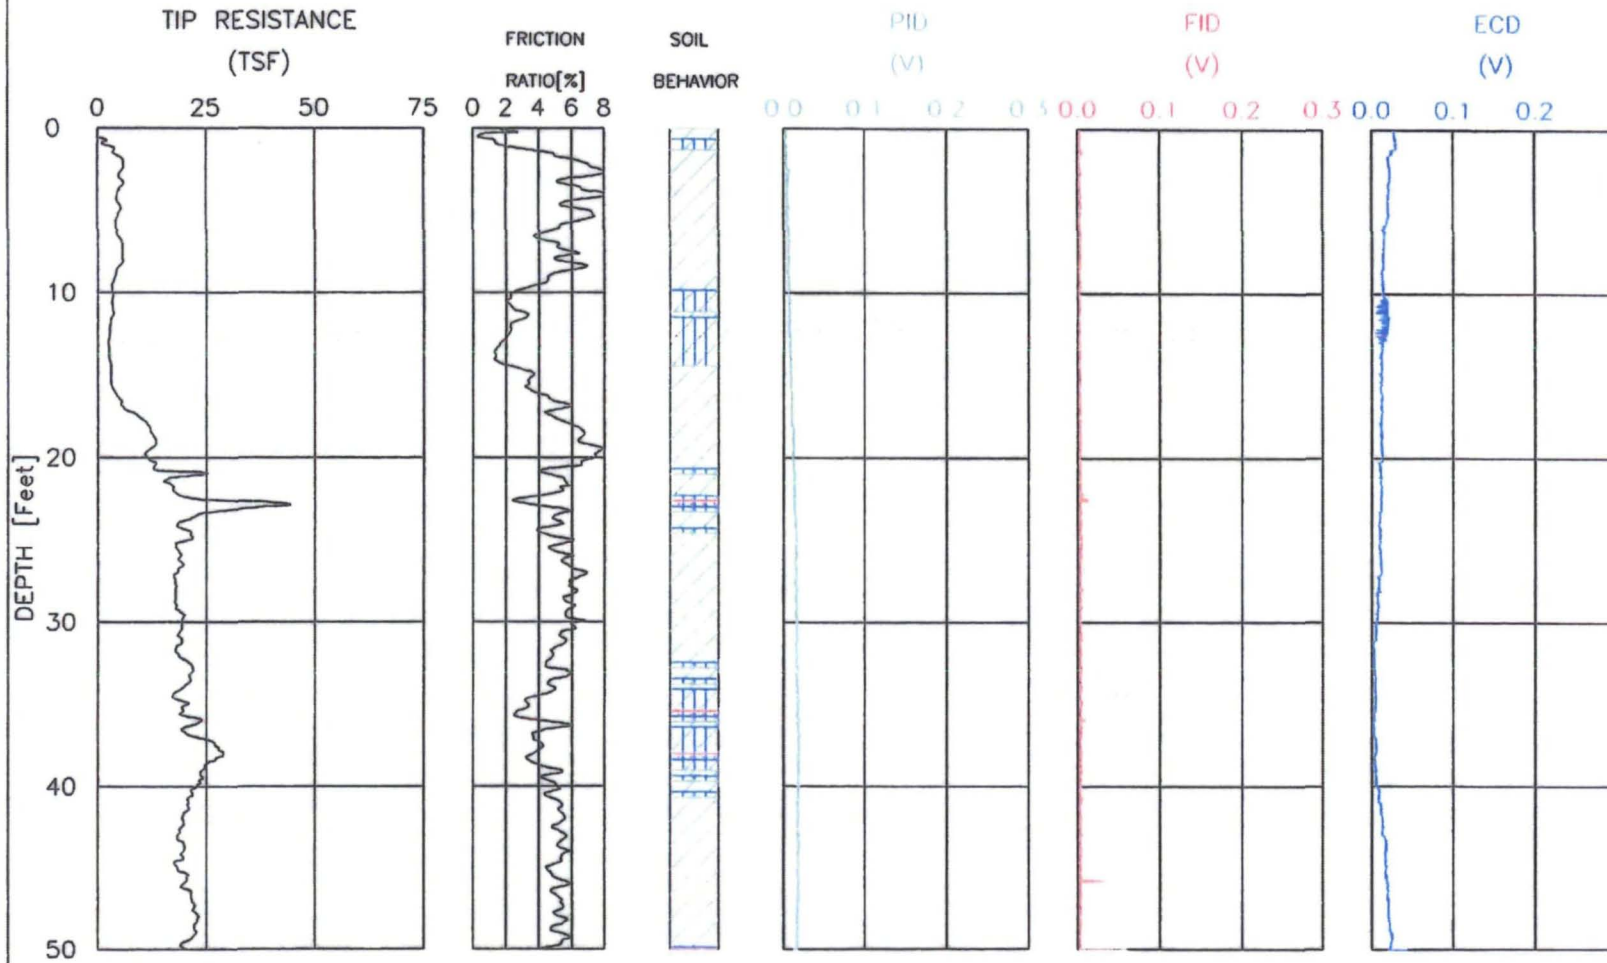 TIP RESISTANCE
(TSF)
0 25 50 75
FRICTION
RATIO[%]
0 2 4 6 8
SOIL
BEHAVIOR
PID
(V)
0.0 0.1 0.2 0.3
FID
(V)
0.0 0.1 0.2 0.3
ECD
(V)
0.0 0.1 0.2
DEPTH [Feet]
0
10
20
30
40
50